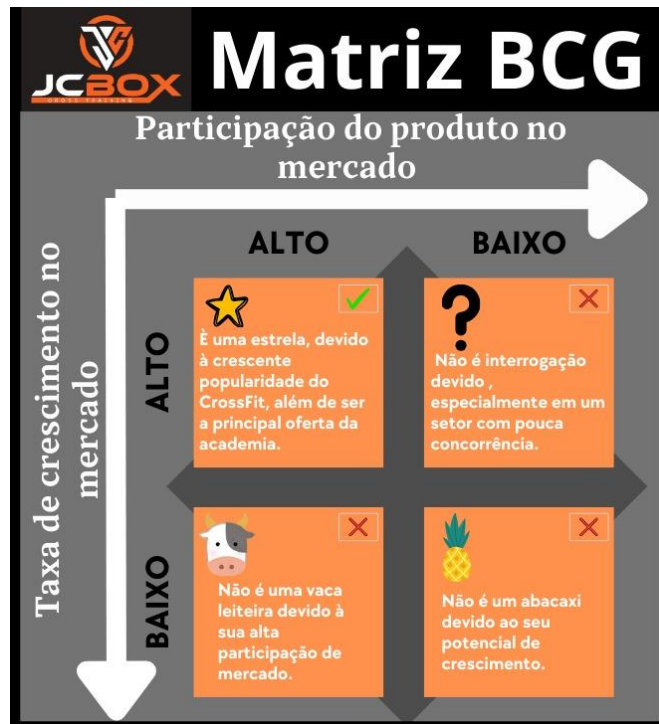 JCBOX
CROSS TRAINING
Matriz BCG
Participação do produto no
mercado
Taxa de crescimento no
mercado
ALTO
BAIXO
ALTO
È uma estrela, devido
à crescente
popularidade do
CrossFit, além de ser
a principal oferta da
academia.
?
Não é interrogação
devido ,
especialmente em um
setor com pouca
concorrência.
BAIXO
Não é uma vaca
leiteira devido à
sua alta
participação de
mercado.
Não é um abacaxi
devido ao seu
potencial de
crescimento.